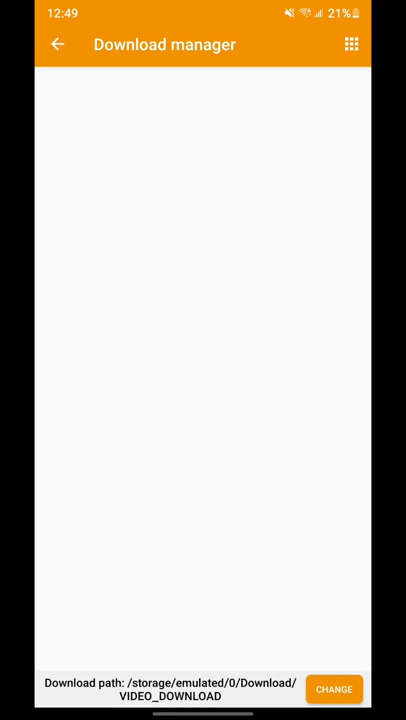 12:49
21%
Download manager
Download path: /storage/emulated/0/Download/
VIDEO_DOWNLOAD
CHANGE